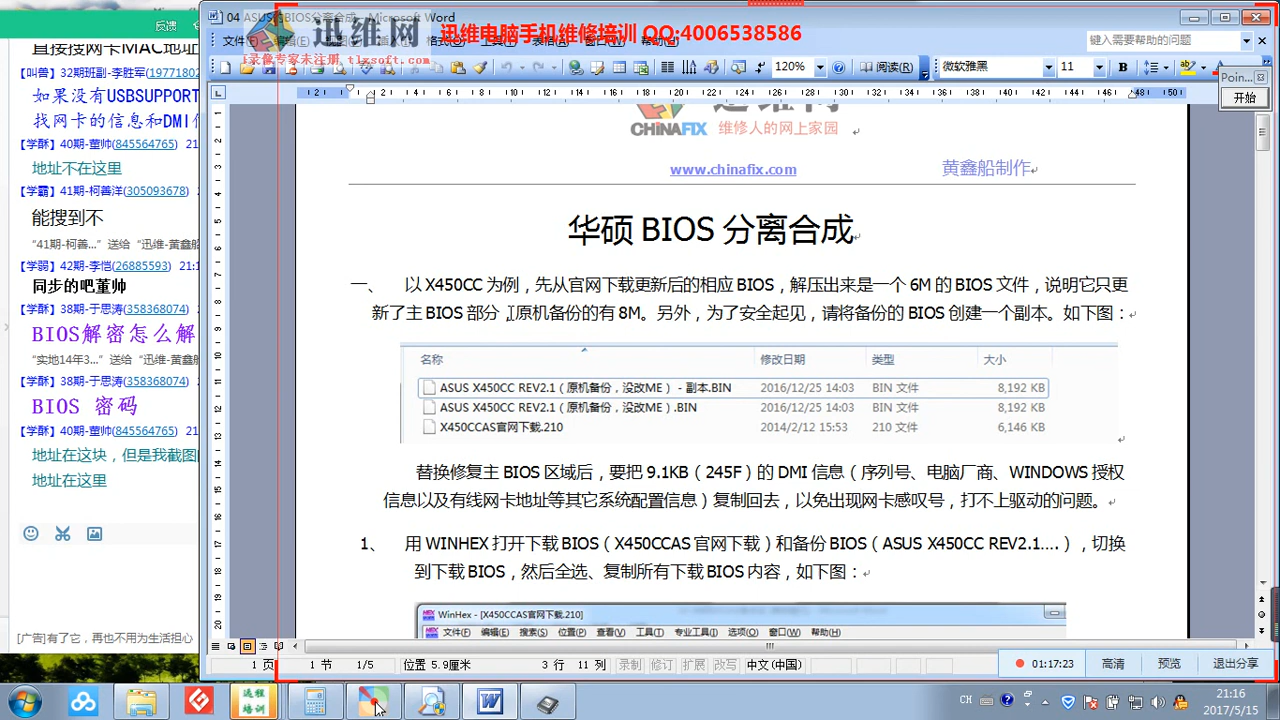 反馈
直接搜网卡MAC地址
【叫兽】32期班副-李胜军(19771802
如果没有USBSUPPORT
找网卡的信息和DMI
【学酥】40期-董帅(845564765)
地址不在这里
【学霸】41期-柯善洋(305093678)
能搜到不
“41期-柯善...” 送给 “迅维-黄鑫船
【学弱】42期-李恺(26885593) 21:1
同步的吧董帅
【学酥】38期-于思涛(358368074)
BIOS解密怎么解
“实地14年3...” 送给 “迅维-黄鑫
【学酥】38期-于思涛(358368074)
BIOS 密码
【学酥】40期-董帅(845564765)
地址在这块，但是我截图
地址在这里
[广告]有了它，再也不用为生活担心
04 ASUS的BIOS分离合成 - Microsoft Word
迅维网
迅维电脑手机维修培训 QQ:4006538586
录像专家未注册 tlxsoft.com
键入需要帮助的问题
120%
阅读(R)
微软雅黑
11
B
Poin...
开始
迅维网
CHINAFIX 维修人的网上家园
www.chinafix.com 黄鑫船制作
华硕 BIOS 分离合成
一、 以 X450CC 为例，先从官网下载更新后的相应 BIOS，解压出来是一个 6M 的 BIOS 文件，说明它只更
新了主 BIOS 部分，原机备份的有 8M。另外，为了安全起见，请将备份的 BIOS 创建一个副本。如下图：
名称 修改日期 类型 大小
ASUS X450CC REV2.1（原机备份，没改ME） - 副本.BIN 2016/12/25 14:03 BIN 文件 8,192 KB
ASUS X450CC REV2.1（原机备份，没改ME）.BIN 2016/12/25 14:03 BIN 文件 8,192 KB
X450CCAS官网下载.210 2014/2/12 15:53 210 文件 6,146 KB
替换修复主 BIOS 区域后，要把 9.1KB（245F）的 DMI 信息（序列号、电脑厂商、WINDOWS 授权
信息以及有线网卡地址等其它系统配置信息）复制回去，以免出现网卡感叹号，打不上驱动的问题。
1、 用 WINHEX 打开下载 BIOS（X450CCAS 官网下载）和备份 BIOS（ASUS X450CC REV2.1....），切换
到下载 BIOS，然后全选、复制所有下载 BIOS 内容，如下图：
WinHex - [X450CCAS官网下载.210]
文件(F) 编辑(E) 搜索(S) 位置(P) 查看(V) 工具(T) 专业工具(I) 选项(O) 窗口(W) 帮助(H)
1 页 1 节 1/5 位置 5.9厘米 3 行 11 列 录制 修订 扩展 改写 中文(中国)
01:17:23 高清 预览 退出分享
远程
培训
CH
21:16
2017/5/15